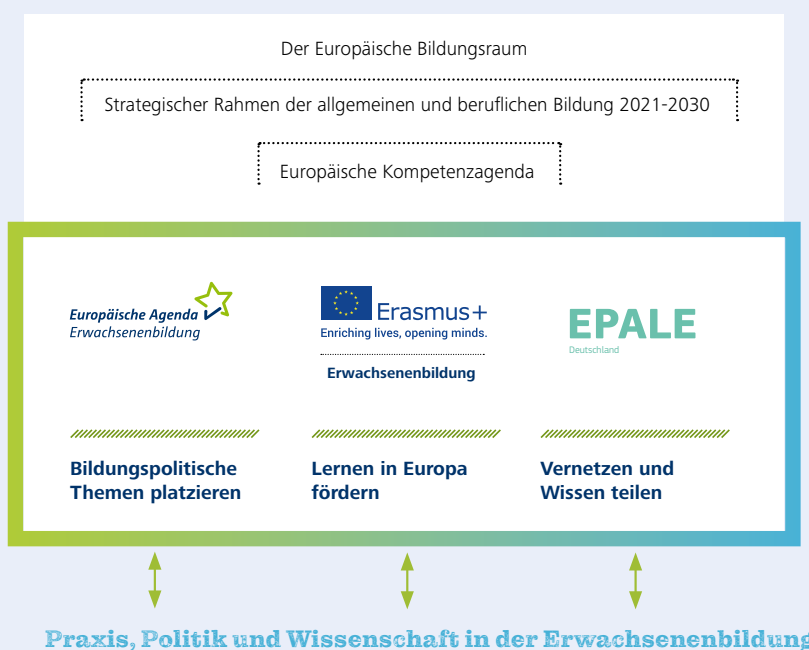 Der Europäische Bildungsraum
Strategischer Rahmen der allgemeinen und beruflichen Bildung 2021-2030
Europäische Kompetenzagenda
Europäische Agenda
Erwachsenenbildung
Erasmus+
Enriching lives, opening minds.
Erwachsenenbildung
EPALE
Deutschland
Bildungspolitische
Themen platzieren
Lernen in Europa
fördern
Vernetzen und
Wissen teilen
Praxis, Politik und Wissenschaft in der Erwachsenenbildung